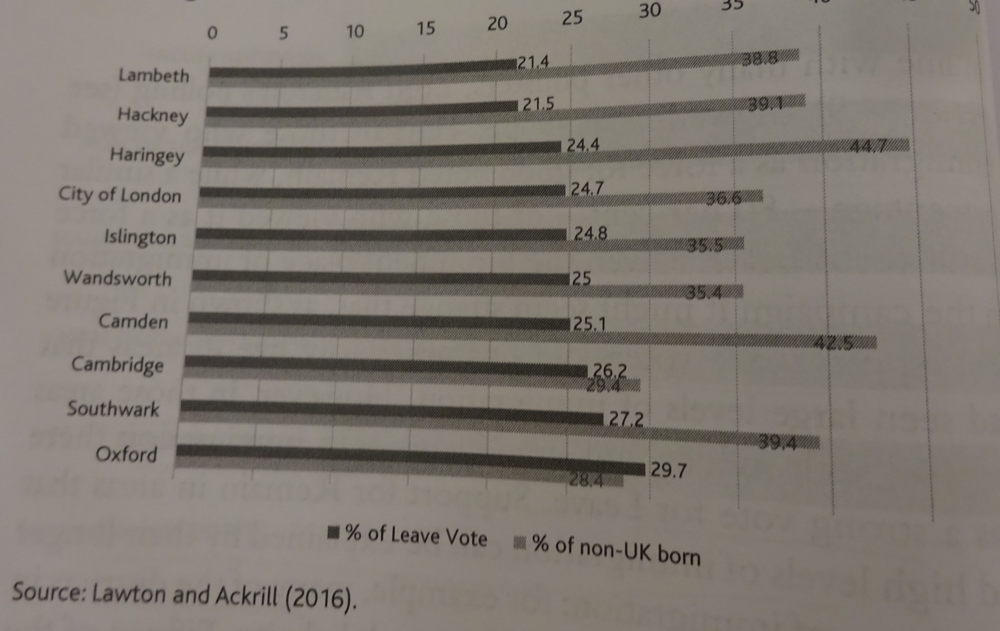 0 5 10 15 20 25 30 35 50
Lambeth 21.4 38.8
Hackney 21.5 39.1
Haringey 24.4 44.7
City of London 24.7 36.6
Islington 24.8 35.5
Wandsworth 25 35.4
Camden 25.1 42.5
Cambridge 26.2 29.4
Southwark 27.2 39.4
Oxford 29.7 28.4
% of Leave Vote % of non-UK born
Source: Lawton and Ackrill (2016).